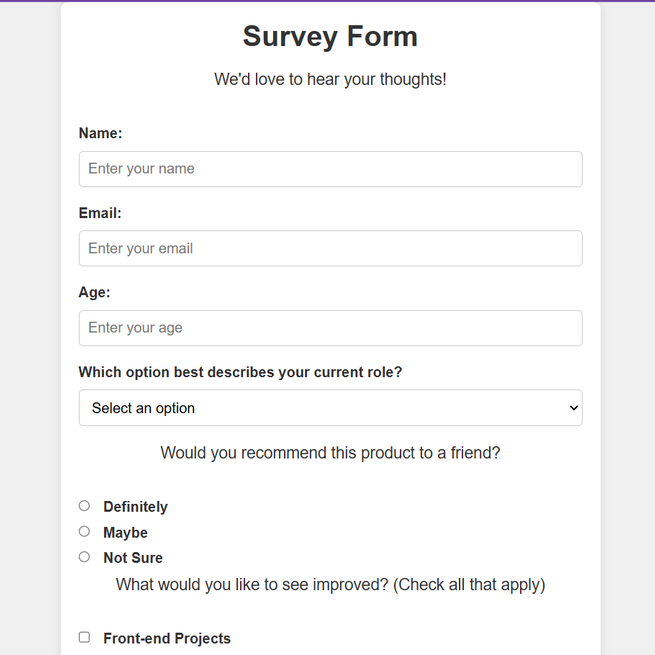 Survey Form
We'd love to hear your thoughts!
Name:
Enter your name
Email:
Enter your email
Age:
Enter your age
Which option best describes your current role?
Select an option
Would you recommend this product to a friend?
Definitely
Maybe
Not Sure
What would you like to see improved? (Check all that apply)
Front-end Projects